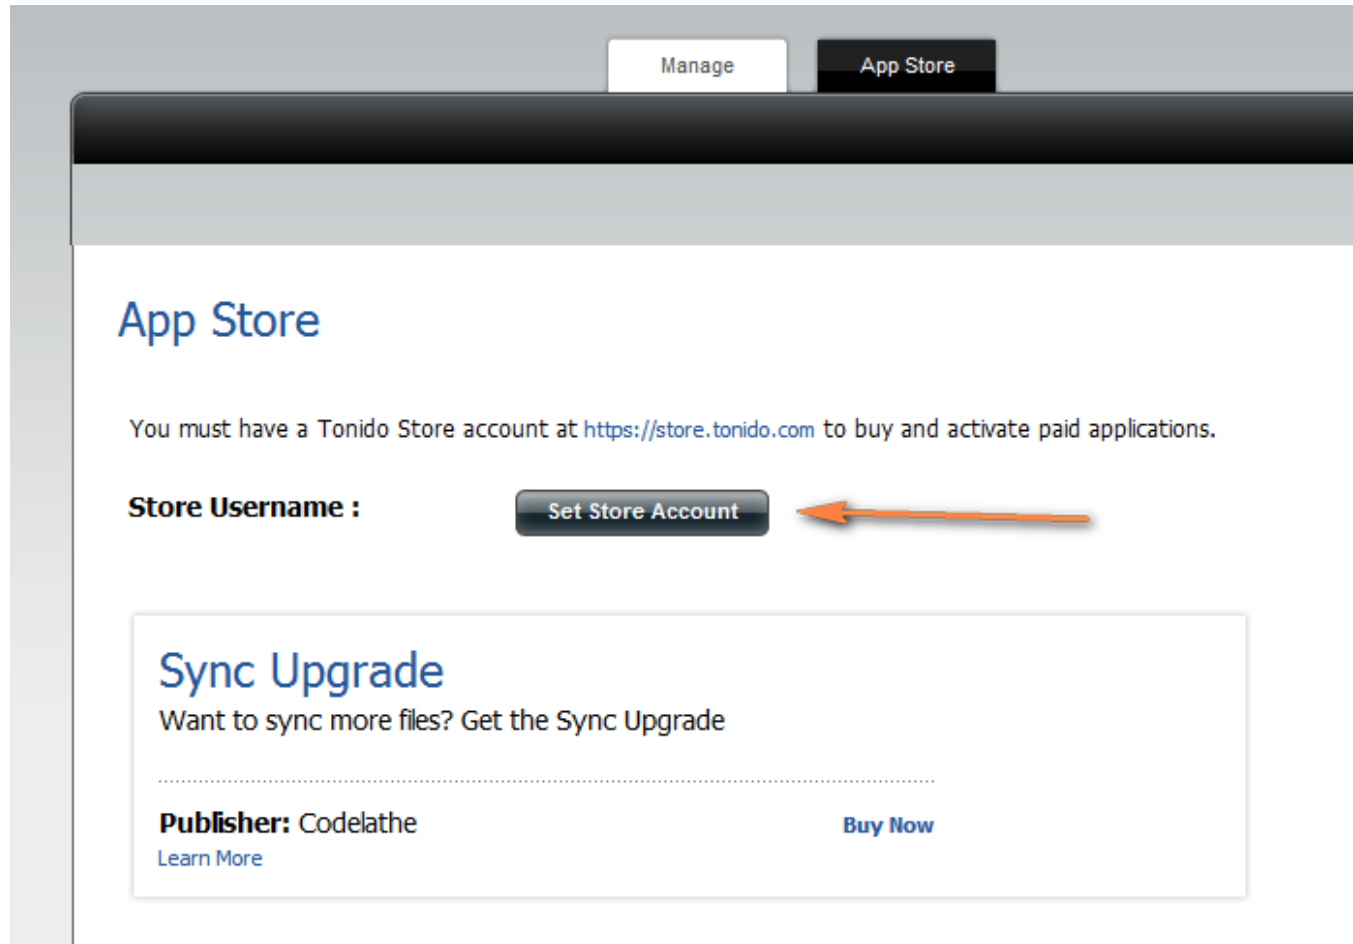 Manage
App Store
App Store
You must have a Tonido Store account at https://store.tonido.com to buy and activate paid applications.
Store Username :
Set Store Account
Sync Upgrade
Want to sync more files? Get the Sync Upgrade
Publisher: Codelathe
Buy Now
Learn More